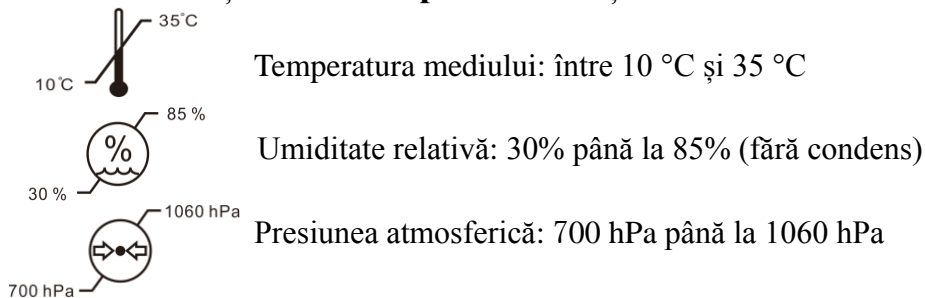 35°C
10°C
Temperatura mediului: între 10 °C și 35 °C
85 %
%
30 %
Umiditate relativă: 30% până la 85% (fără condens)
1060 hPa
700 hPa
Presiunea atmosferică: 700 hPa până la 1060 hPa